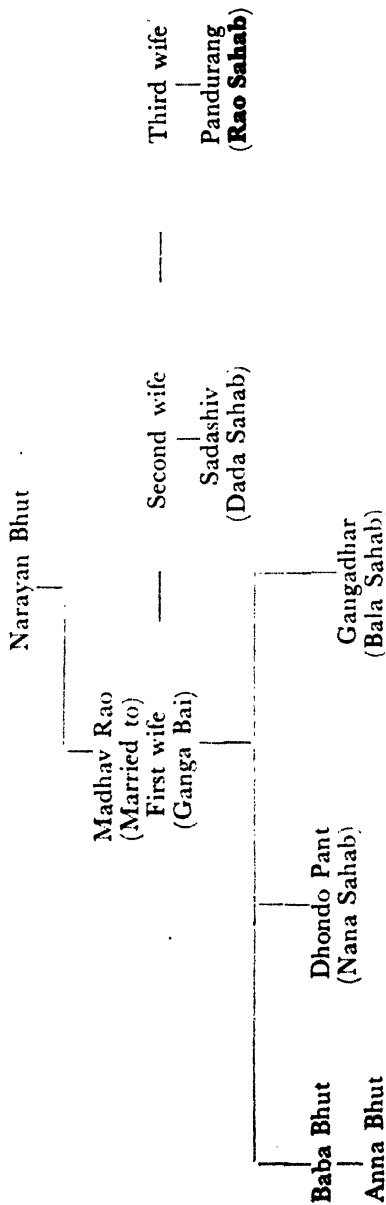 Narayan Bhut
Madhav Rao
(Married to)
First wife
(Ganga Bai)
Second wife
Sadashiv
(Dada Sahab)
Third wife
Pandurang
(Rao Sahab)
Baba Bhut
Anna Bhut
Dhondo Pant
(Nana Sahab)
Gangadhar
(Bala Sahab)